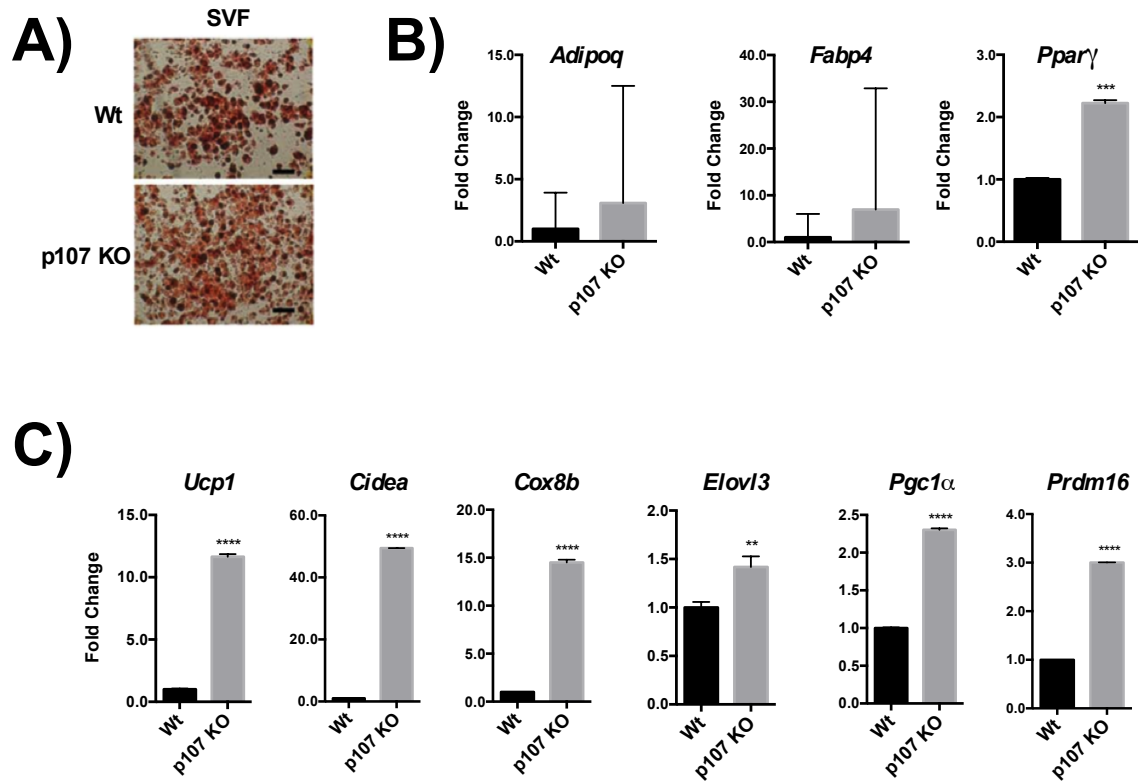 A)
SVF
Wt
p107 KO
B)
Adipoq
Fold Change
15.0
10.0
5.0
0.0
Wt
p107 KO
Fabp4
Fold Change
40.0
30.0
20.0
10.0
0.0
Wt
p107 KO
Pparγ
Fold Change
3.0
2.0
1.0
0.0
***
Wt
p107 KO
C)
Ucp1
Fold Change
15.0
10.0
5.0
0.0
****
Wt
p107 KO
Cidea
60.0
40.0
20.0
0.0
****
Wt
p107 KO
Cox8b
20.0
15.0
10.0
5.0
0.0
****
Wt
p107 KO
Elovl3
2.0
1.5
1.0
0.5
0.0
**
Wt
p107 KO
Pgc1α
2.5
2.0
1.5
1.0
0.5
0.0
****
Wt
p107 KO
Prdm16
4.0
3.0
2.0
1.0
0.0
****
Wt
p107 KO